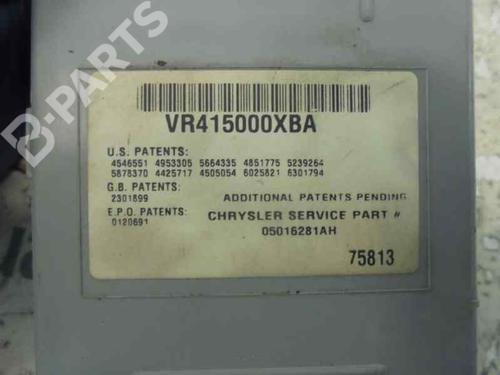 VR415000XBA
U.S. PATENTS:
4546551 4953305 5664335 4851775 5239264
5878370 4425717 4505054 6025821 6301794
G.B. PATENTS:
2301899 ADDITIONAL PATENTS PENDING
E.P.O. PATENTS: CHRYSLER SERVICE PART #
0120691 05016281AH
75813
B-PARTS